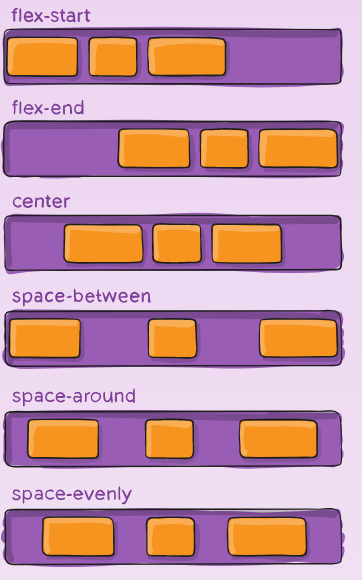 flex-start
flex-end
center
space-between
space-around
space-evenly